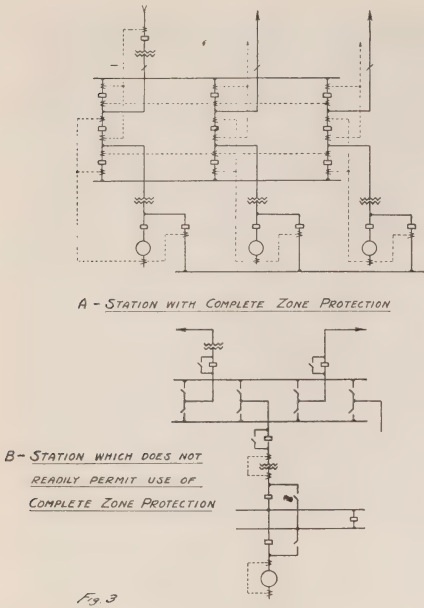 A - STATION WITH COMPLETE ZONE PROTECTION
B - STATION WHICH DOES NOT
READILY PERMIT USE OF
COMPLETE ZONE PROTECTION
Fig. 3